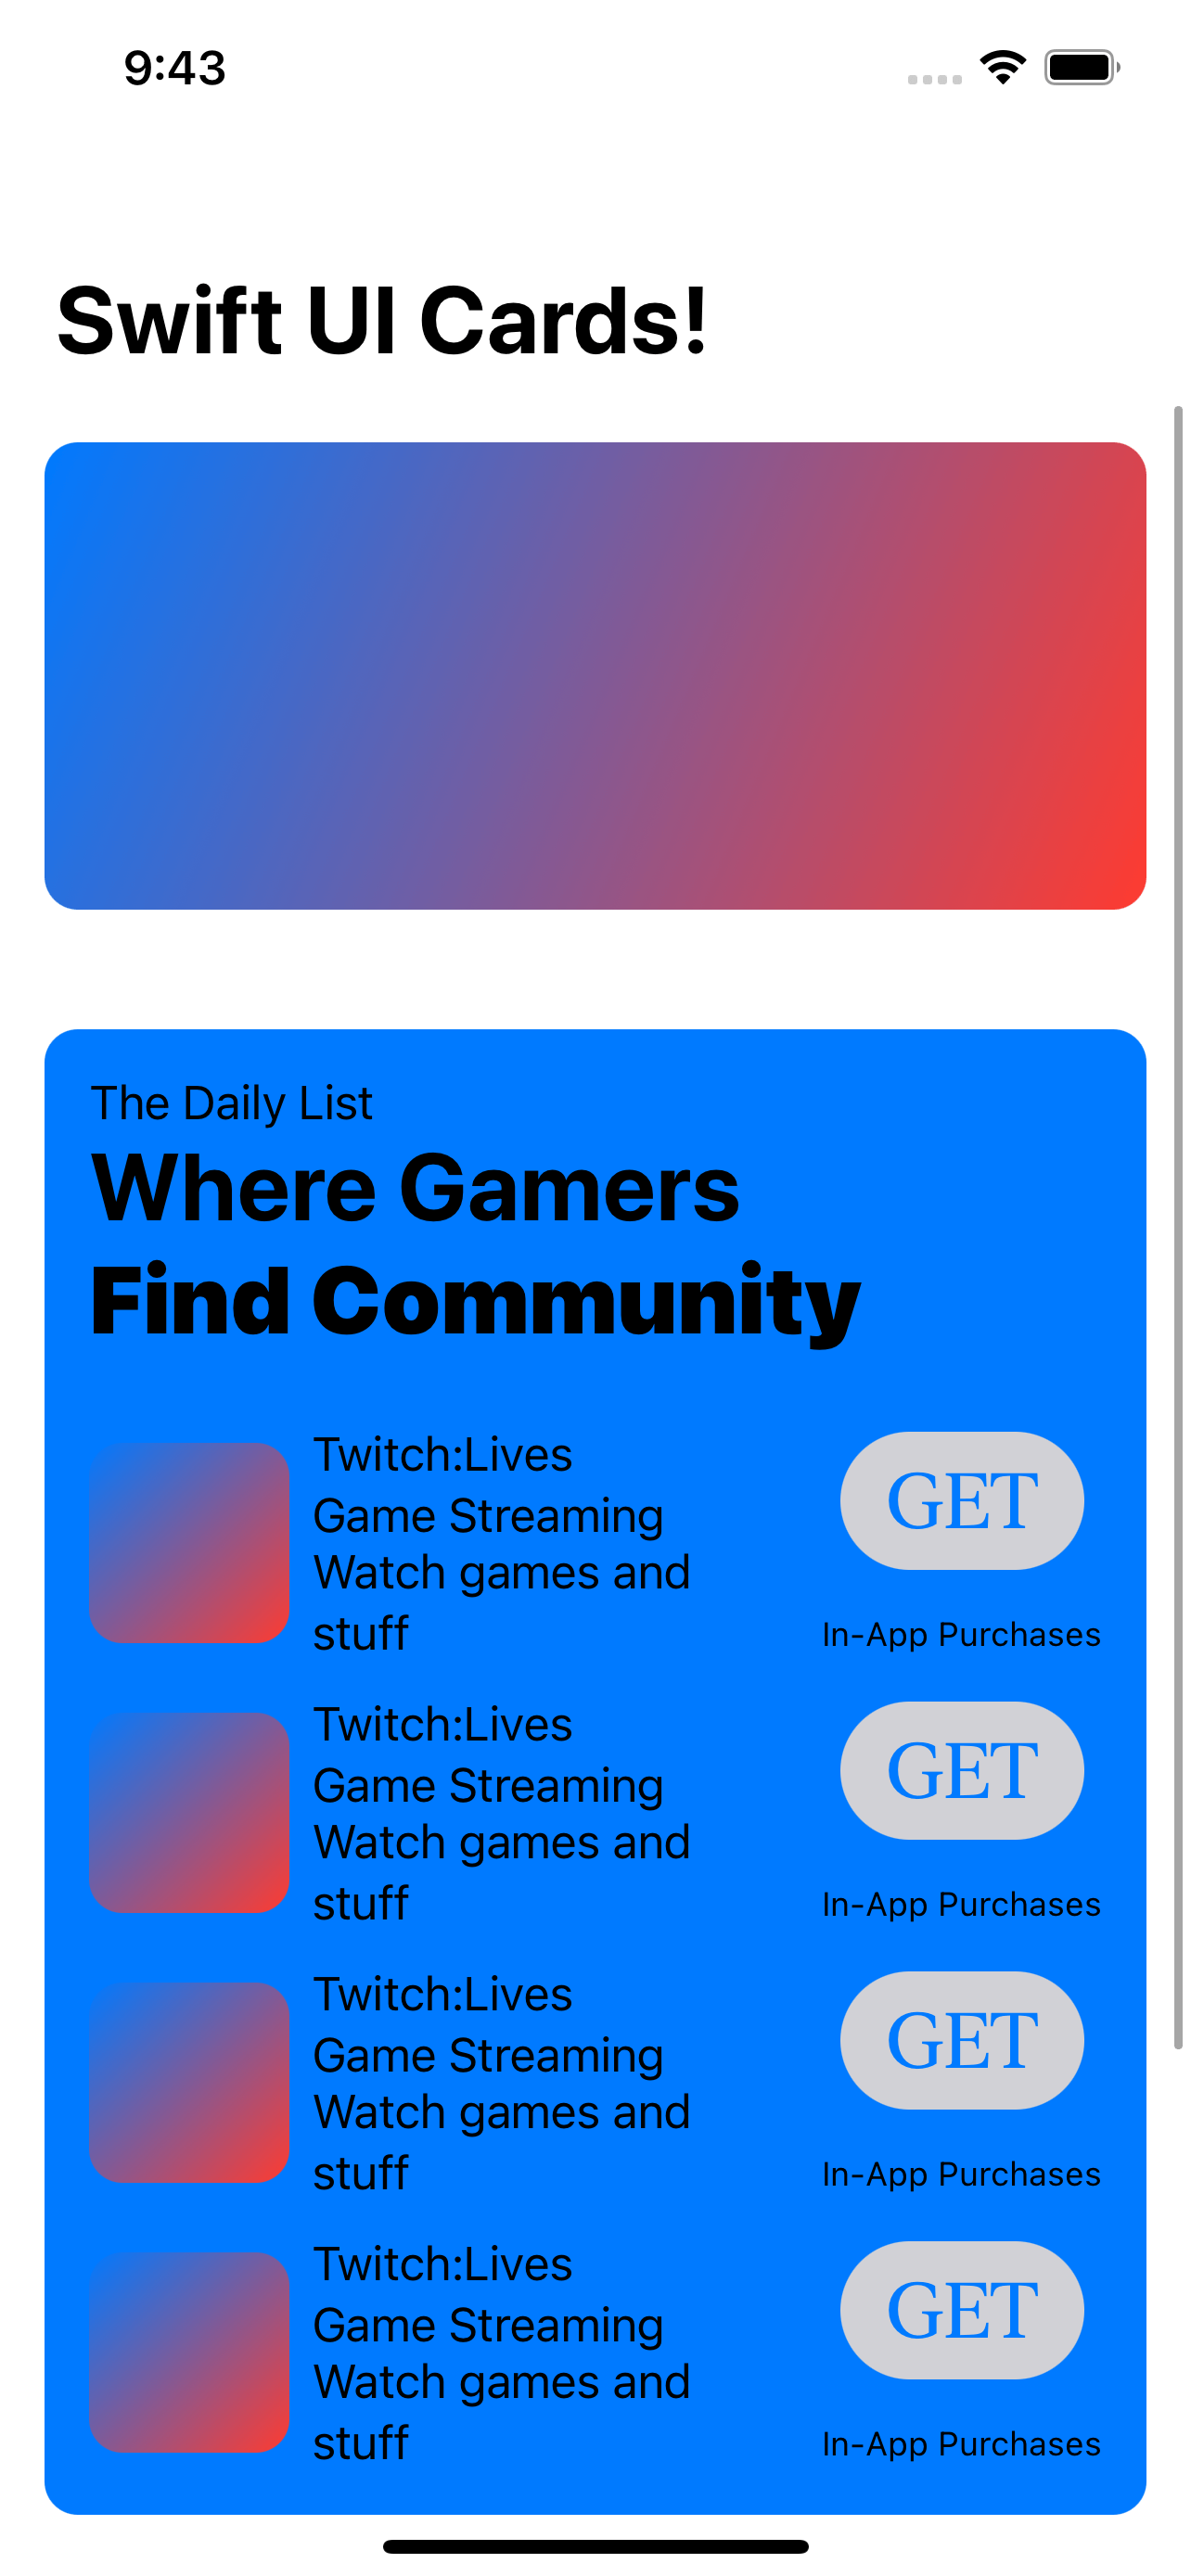 9:43
Swift UI Cards!
The Daily List
Where Gamers
Find Community
Twitch:Lives
Game Streaming
Watch games and
stuff
GET
In-App Purchases
Twitch:Lives
Game Streaming
Watch games and
stuff
GET
In-App Purchases
Twitch:Lives
Game Streaming
Watch games and
stuff
GET
In-App Purchases
Twitch:Lives
Game Streaming
Watch games and
stuff
GET
In-App Purchases